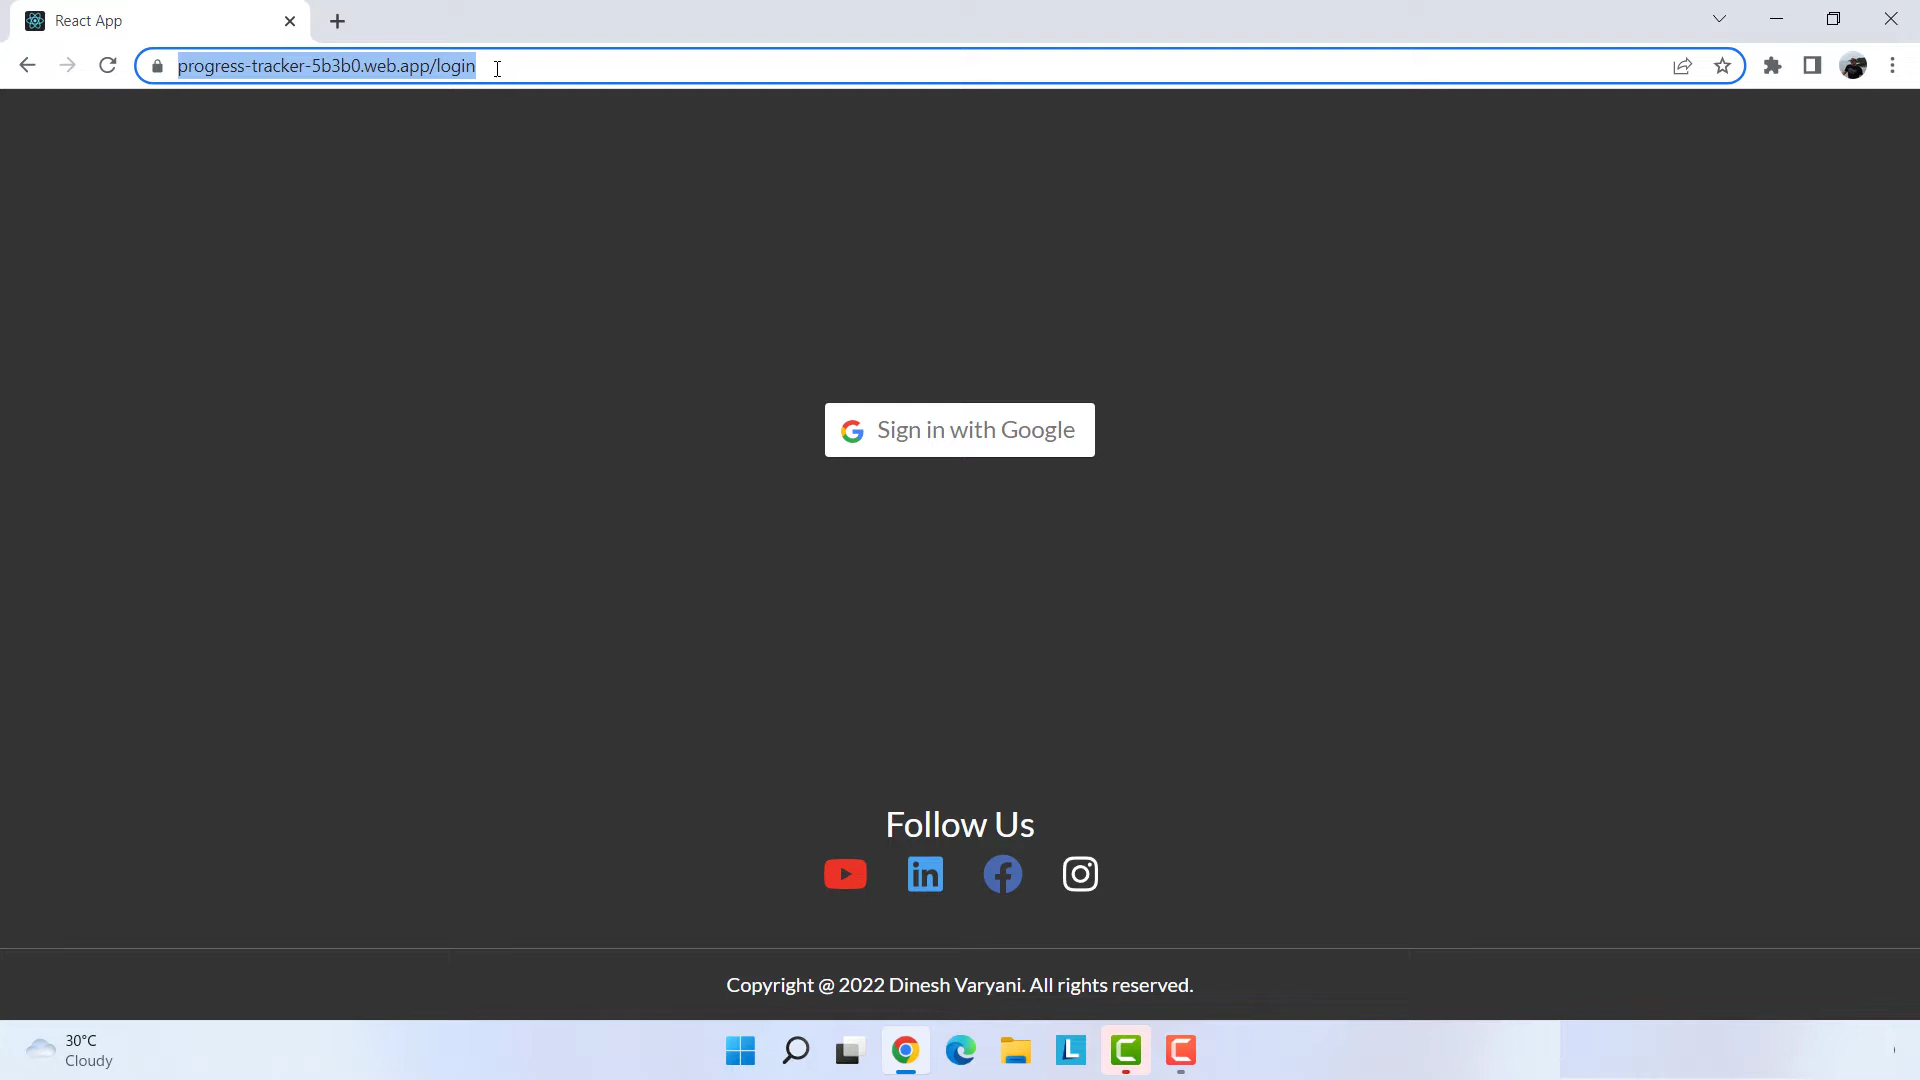 React App
progress-tracker-5b3b0.web.app/login
Sign in with Google
Follow Us
Copyright @ 2022 Dinesh Varyani. All rights reserved.
30°C
Cloudy